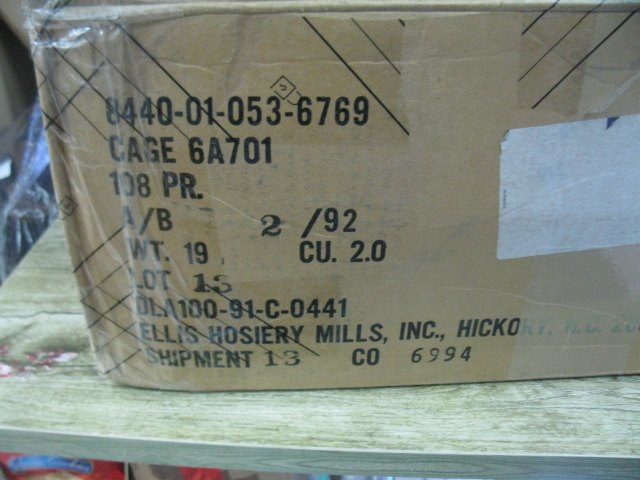 8440-01-053-6769
CAGE 6A701
108 PR.
A/B 2 /92
WT. 19 CU. 2.0
LOT 13
DLA100-91-C-0441
ELLIS HOSIERY MILLS, INC., HICKORY, N.C.
SHIPMENT 13 CO 6994